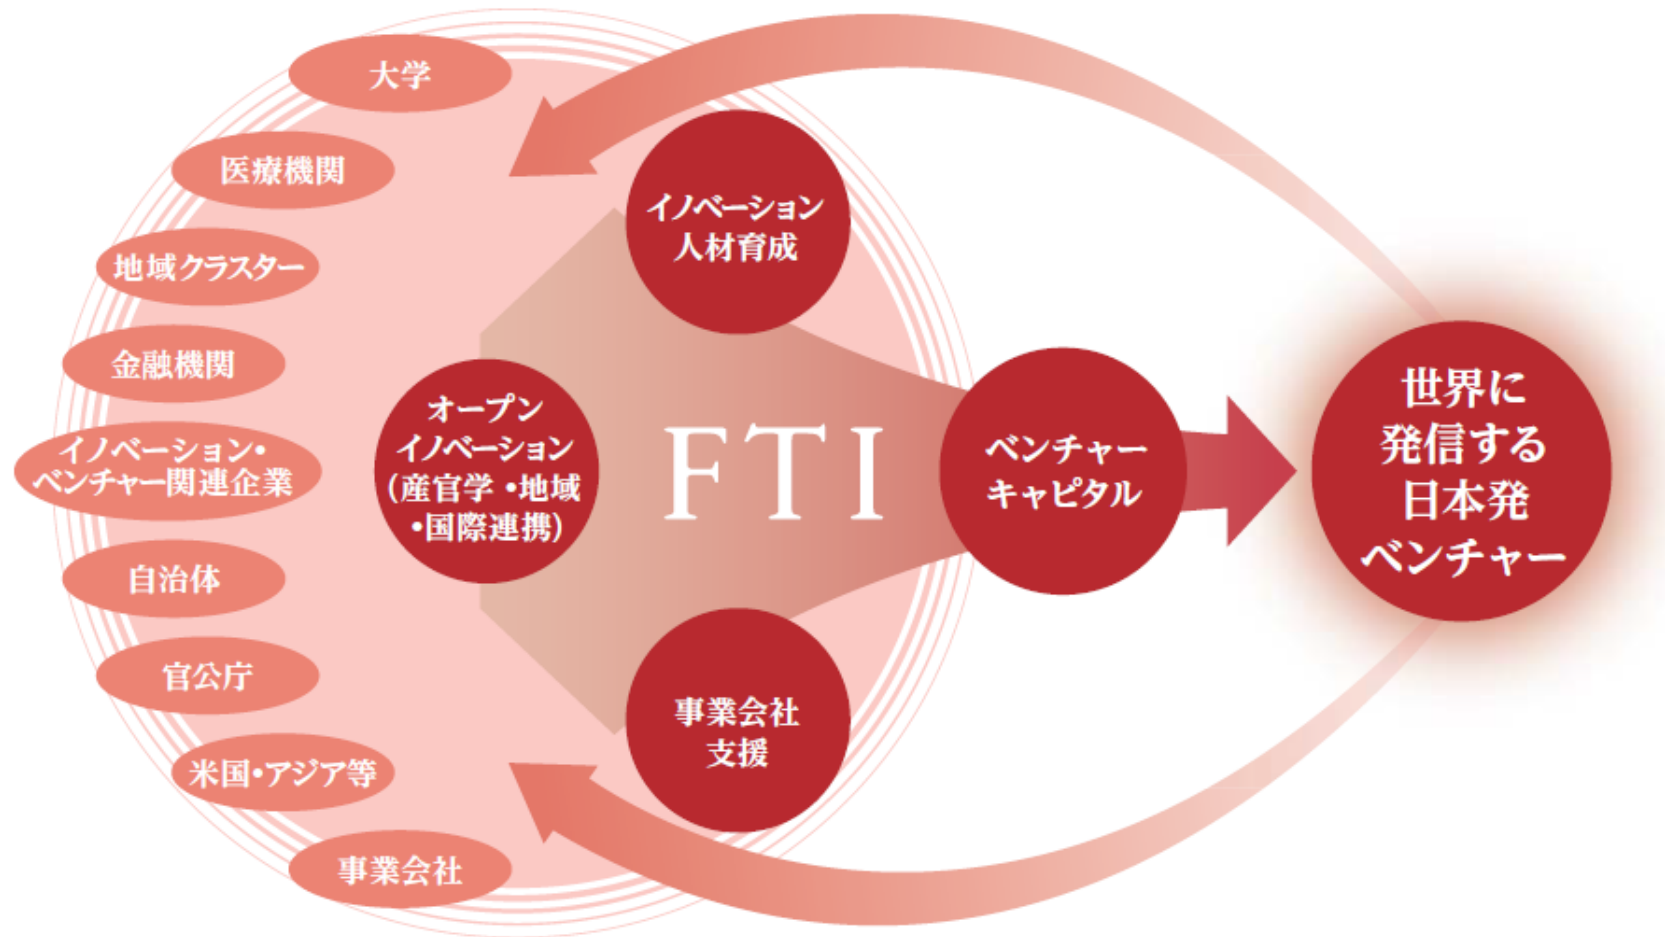 大学
医療機関
地域クラスター
金融機関
イノベーション・
ベンチャー関連企業
自治体
官公庁
米国・アジア等
事業会社
オープン
イノベーション
(産官学・地域
・国際連携)
イノベーション
人材育成
FTI
事業会社
支援
ベンチャー
キャピタル
世界に
発信する
日本発
ベンチャー